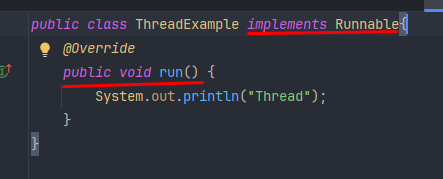 public class ThreadExample implements Runnable{
@Override
public void run() {
System.out.println("Thread");
}
}